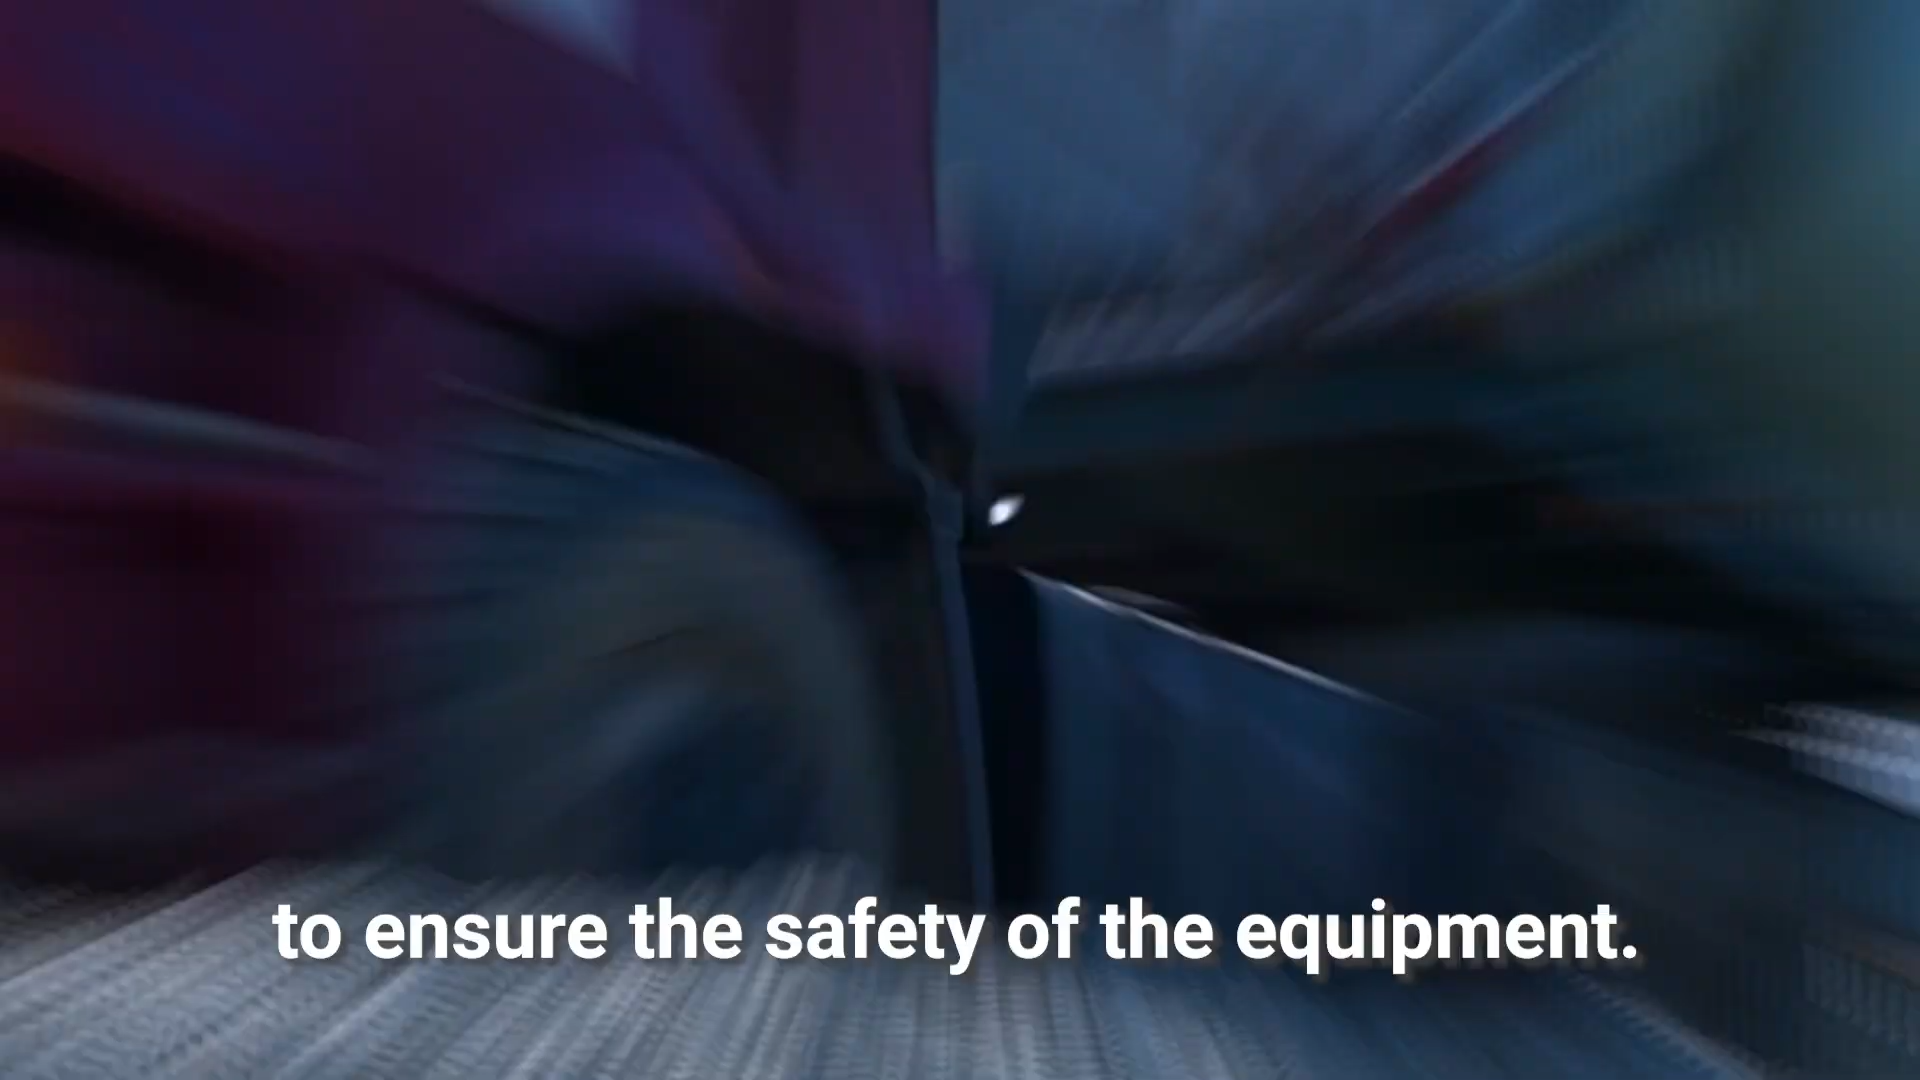 to ensure the safety of the equipment.